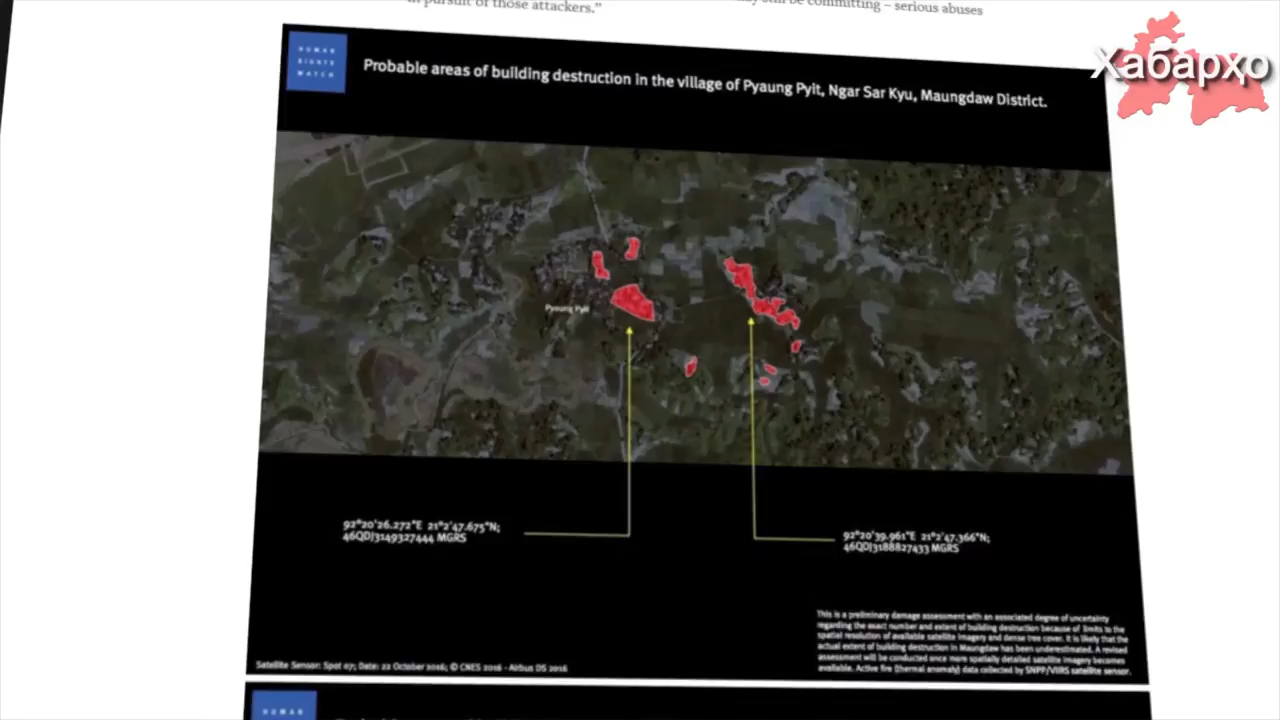 in pursuit of those attackers.”
still be committing – serious abuses
Хабарҳо
HUMAN
RIGHTS
WATCH
Probable areas of building destruction in the village of Pyaung Pyit, Ngar Sar Kyu, Maungdaw District.
Pyaung Pyit
92°20'26.272"E 21°2'47.675"N;
46QDJ3149327444 MGRS
92°20'39.961"E 21°2'47.366"N;
46QDJ3188827433 MGRS
This is a preliminary damage assessment with an associated degree of uncertainty
regarding the exact number and extent of building destruction because of limits to the
spatial resolution of available satellite imagery and dense tree cover. It is likely that the
actual extent of building destruction in Maungdaw has been underestimated. A revised
assessment will be conducted once more spatially detailed satellite imagery becomes
available. Active fire (thermal anomaly) data collected by SNPP/VIIRS satellite sensor.
Satellite Sensor: Spot 07; Date: 22 October 2016; © CNES 2016 - Airbus DS 2016
HUMAN